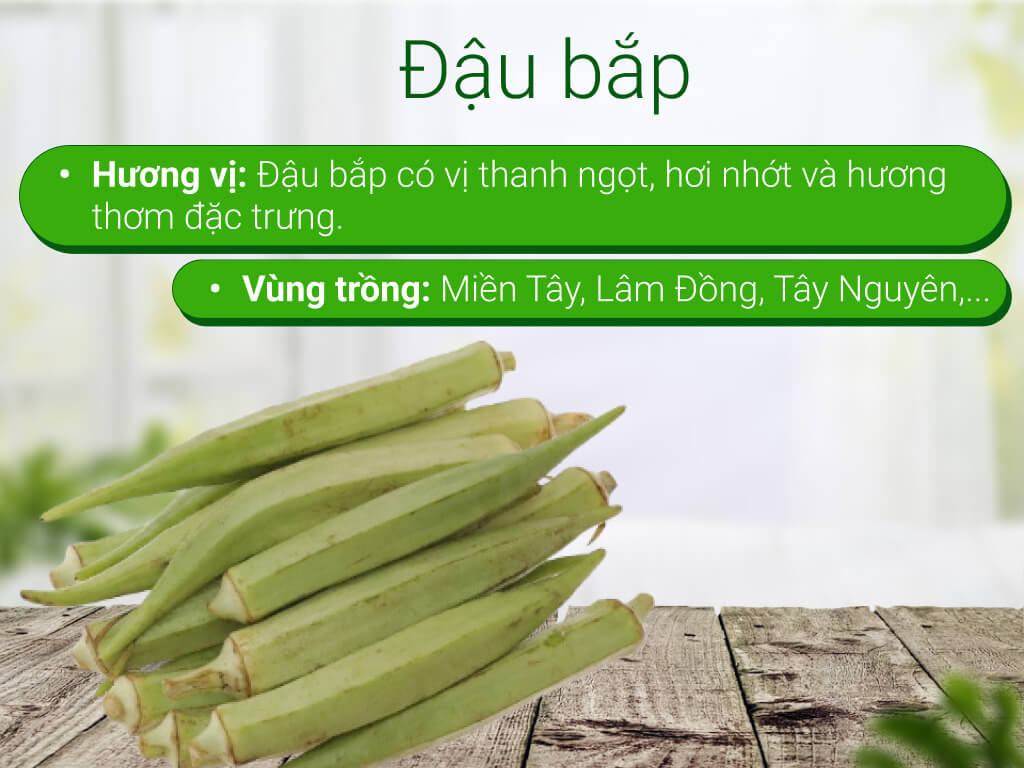 Đậu bắp
• Hương vị: Đậu bắp có vị thanh ngọt, hơi nhớt và hương
thơm đặc trưng.
• Vùng trồng: Miền Tây, Lâm Đồng, Tây Nguyên,...